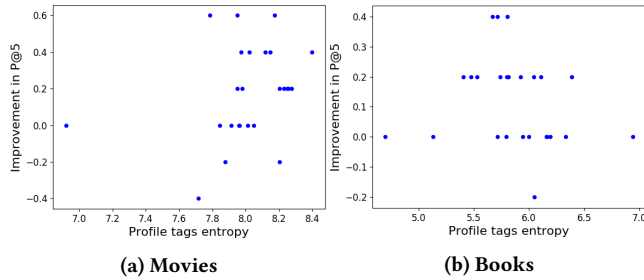 Improvement in P@5
0.6
0.4
0.2
0.0
−0.2
−0.4
7.0 7.2 7.4 7.6 7.8 8.0 8.2 8.4
Profile tags entropy
(a) Movies
Improvement in P@5
0.4
0.3
0.2
0.1
0.0
−0.1
−0.2
5.0 5.5 6.0 6.5 7.0
Profile tags entropy
(b) Books